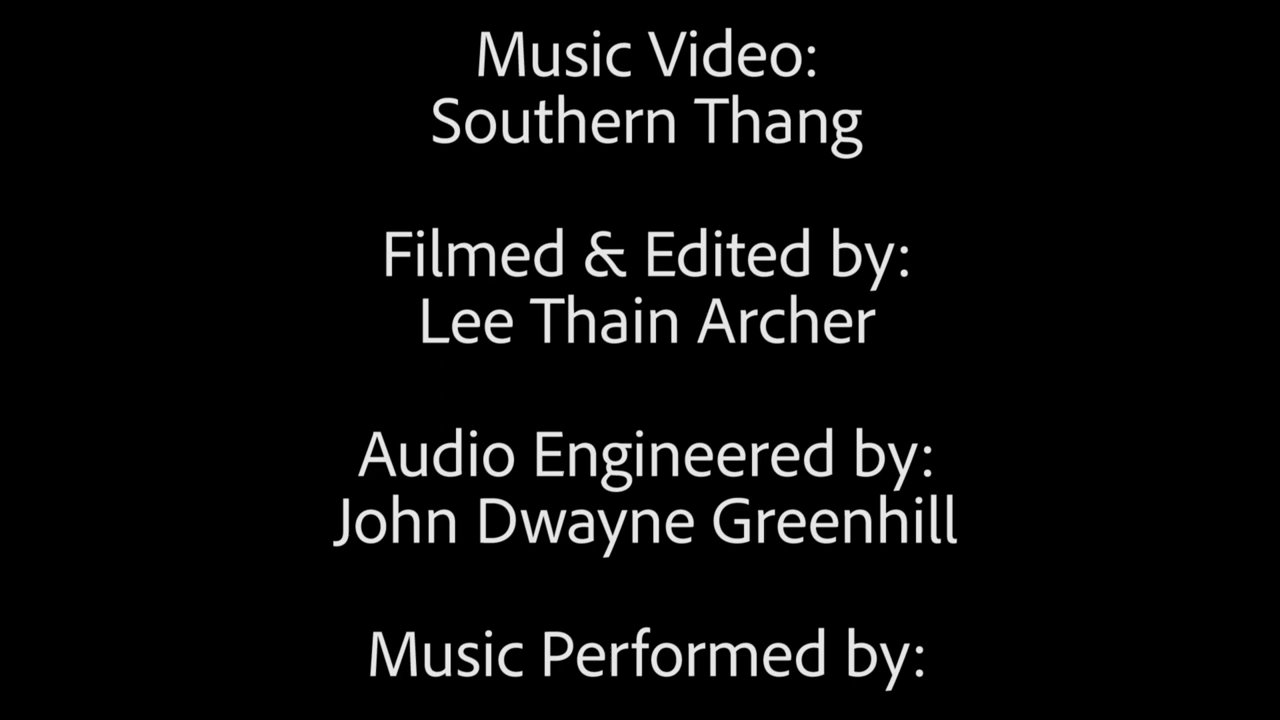 Music Video:
Southern Thang
Filmed & Edited by:
Lee Thain Archer
Audio Engineered by:
John Dwayne Greenhill
Music Performed by: